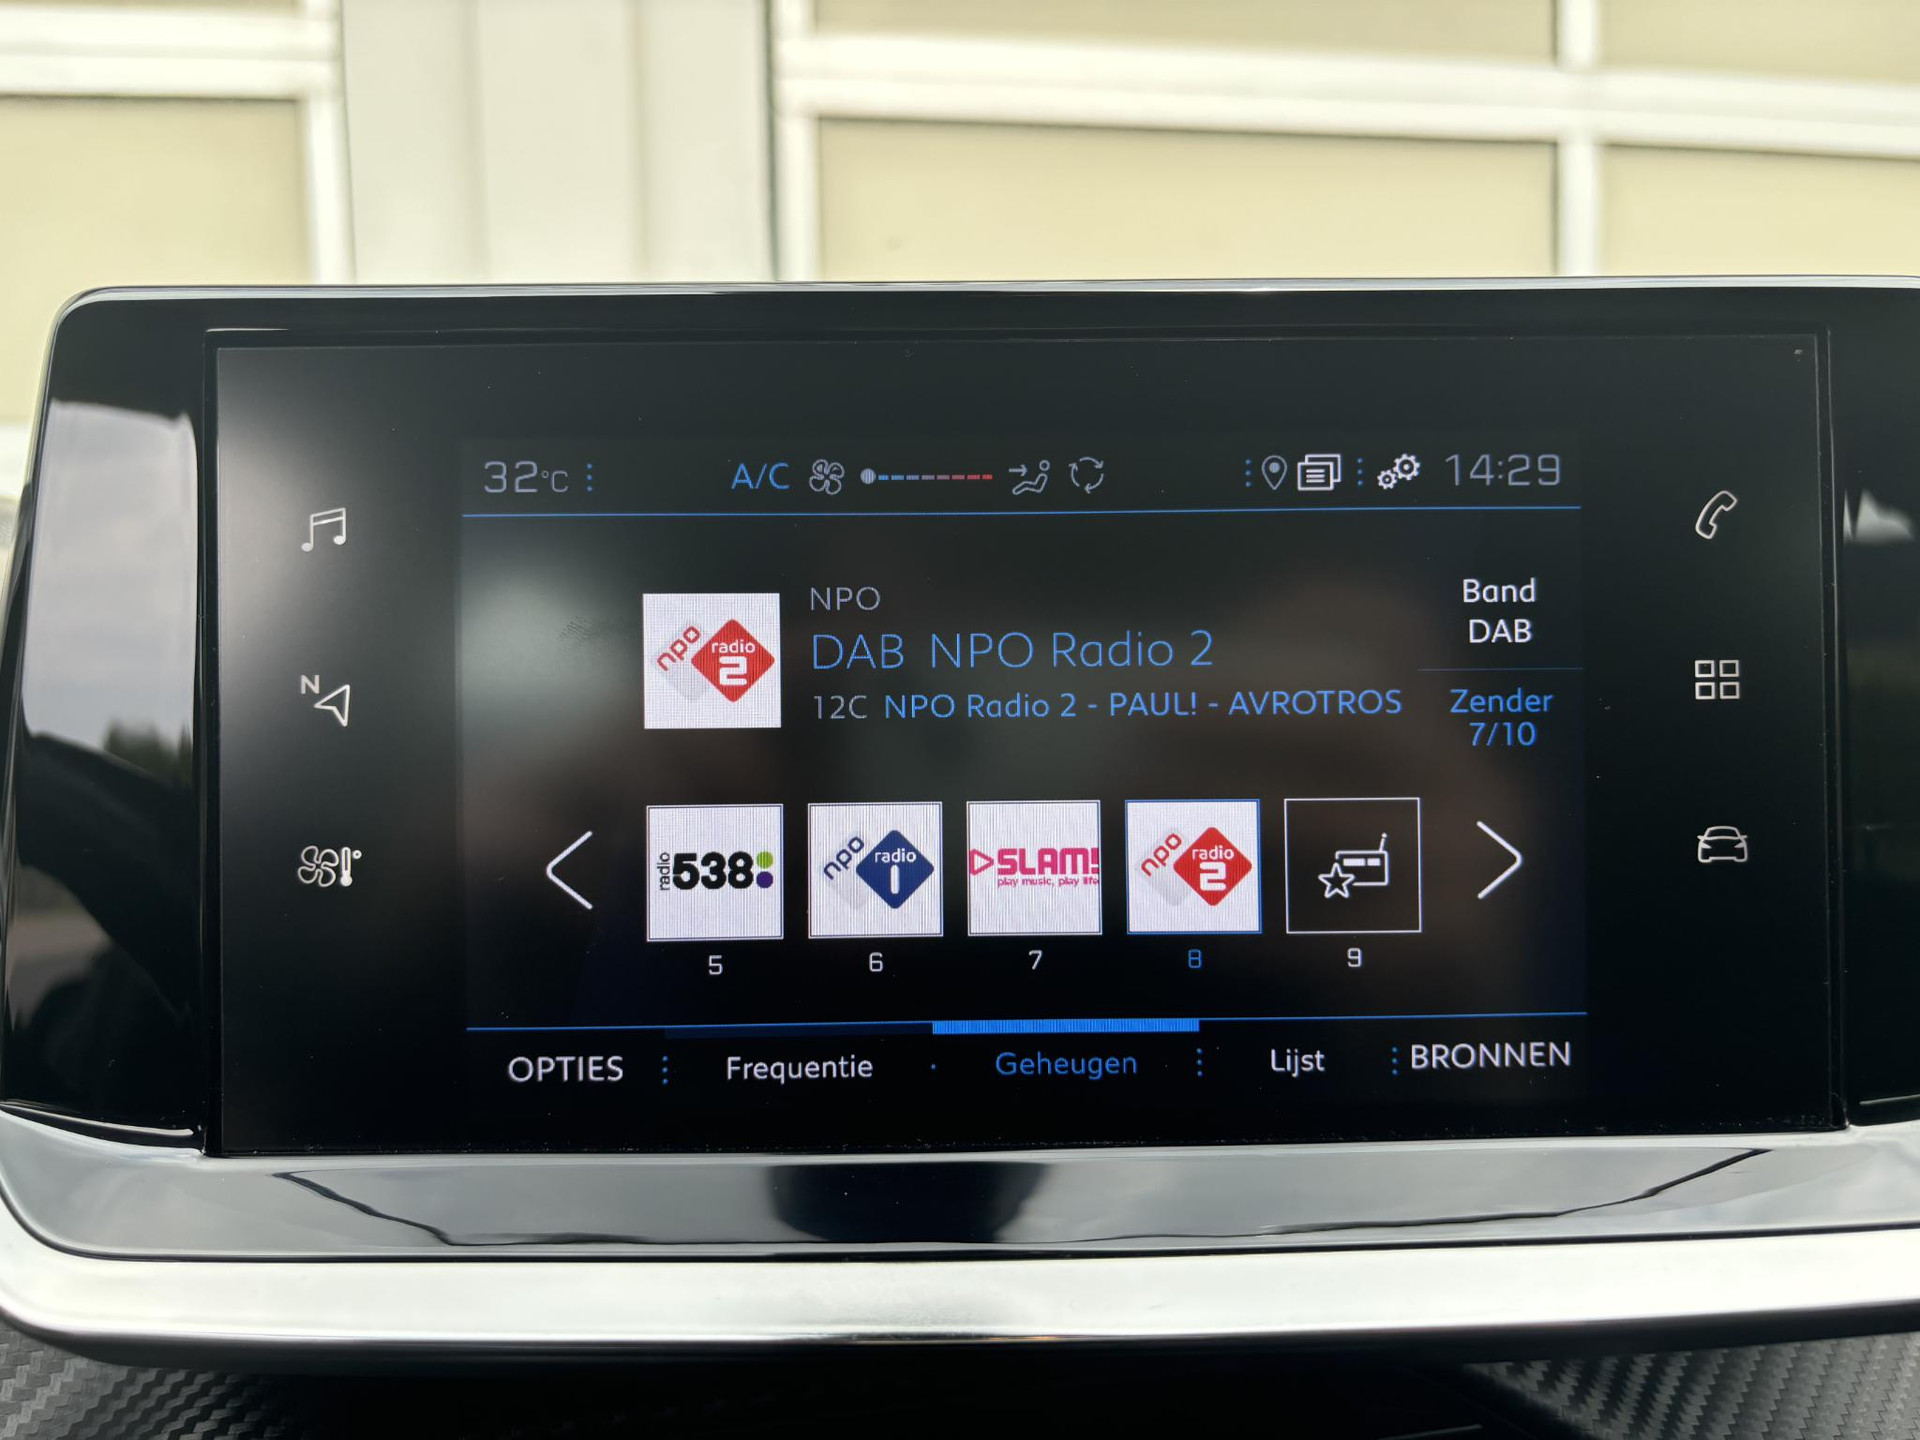 32°C A/C 14:29
N
NPO
DAB NPO Radio 2
12C NPO Radio 2 - PAUL! - AVROTROS
npo radio 2
Band
DAB
Zender
7/10
radio 538
npo radio 1
SLAM!
play music, play life
npo radio 2
5 6 7 8 9
OPTIES Frequentie Geheugen Lijst BRONNEN